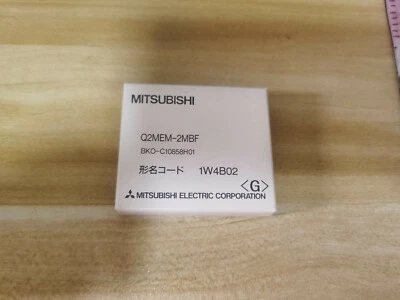 MITSUBISHI
Q2MEM-2MBF
BKO-C10858H01
形名コード 1W4B02
<G>
MITSUBISHI ELECTRIC CORPORATION